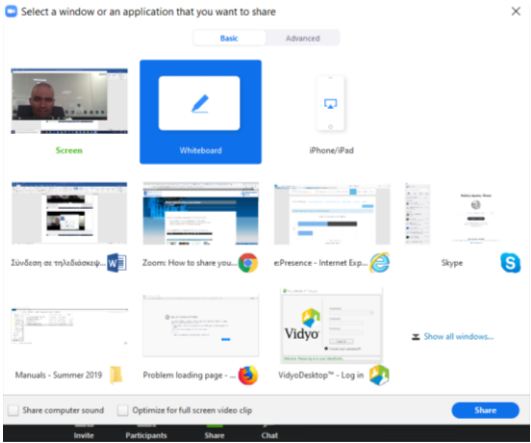 Select a window or an application that you want to share
Basic
Advanced
Screen
Whiteboard
iPhone/iPad
Σύνδεση σε τηλεδιάσκεψ...
Zoom: How to share you...
e:Presence - Internet Exp...
Skype
Vidyo
Manuals - Summer 2019
Problem loading page - ...
VidyoDesktop™ - Log in
Show all windows...
Share computer sound
Optimize for full screen video clip
Share
Invite
Participants
Share
Chat